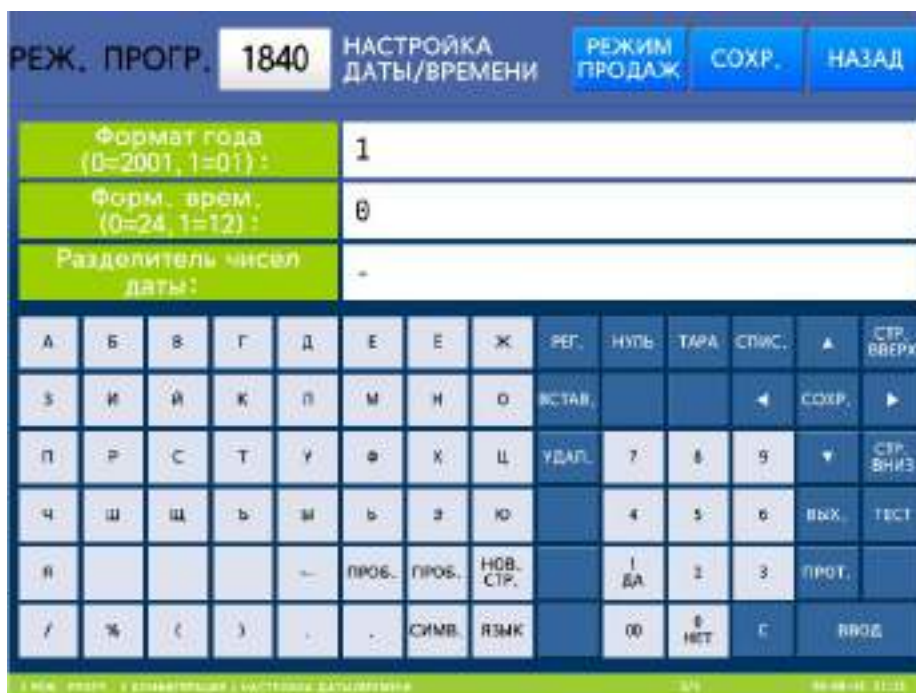 РЕЖ. ПРОГР. 1840 НАСТРОЙКА ДАТЫ/ВРЕМЕНИ РЕЖИМ ПРОДАЖ СОХР. НАЗАД
Формат года
(0=2001, 1=01): 1
Форм. врем.
(0=24, 1=12): 0
Разделитель чисел
даты: -
А Б В Г Д Е Ё Ж РЕГ. НУЛЬ ТАРА СПИС. ▲ СТР. ВВЕРХ
З И Й К Л М Н О ВСТАВ. ◄ СОХР. ►
П Р С Т У Ф Х Ц УДАЛ. 7 8 9 ▼ СТР. ВНИЗ
Ч Ш Щ Ъ Ы Ь Э Ю 4 5 6 ВЫХ. ТЕСТ
Я ПРОБ. ПРОБ. НОВ. СТР. 1 ДА 2 3 ПРОТ.
/ % ( ) , . СИМВ. ЯЗЫК 00 0 НЕТ С ВВОД